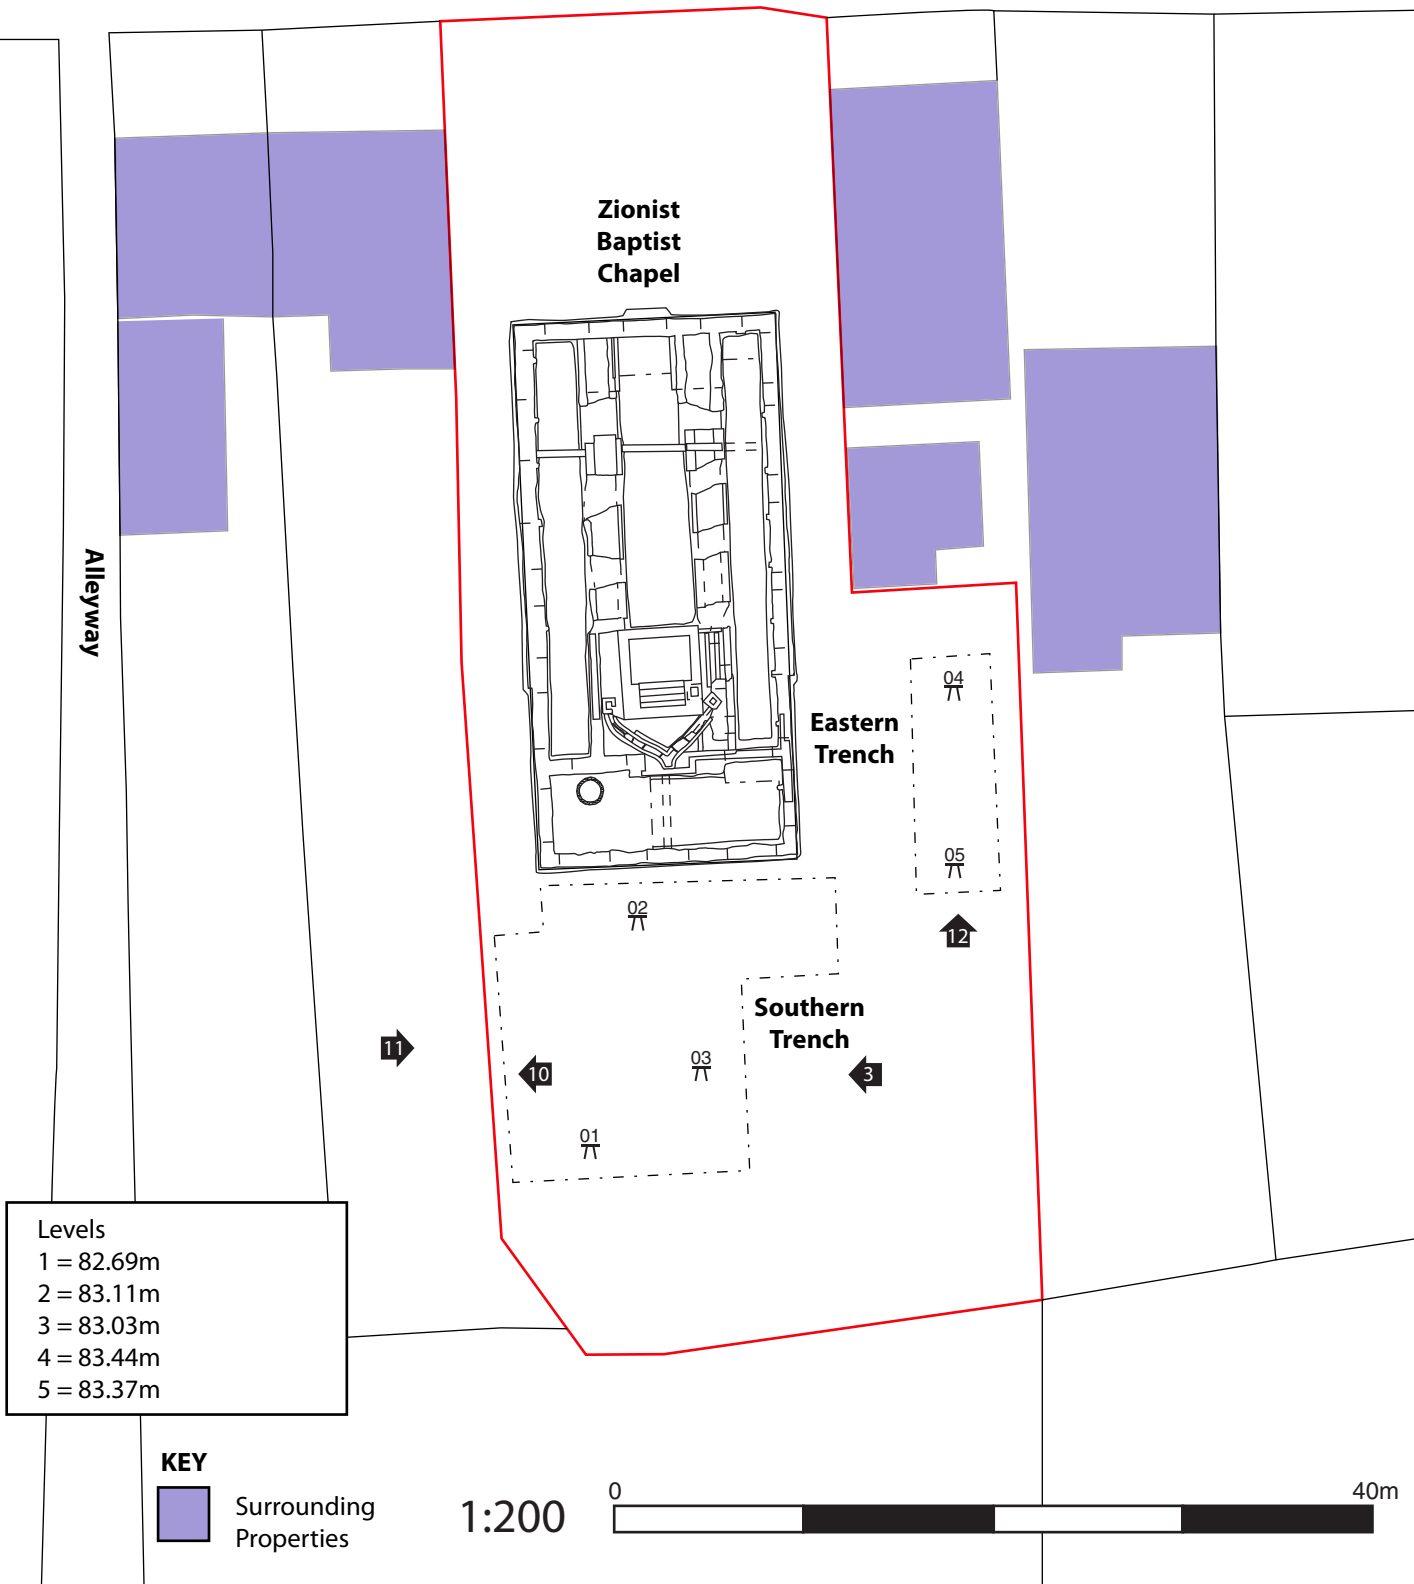 Zionist
Baptist
Chapel
Alleyway
04
Eastern
Trench
05
02
12
Southern
Trench
11
10
03
3
01
Levels
1 = 82.69m
2 = 83.11m
3 = 83.03m
4 = 83.44m
5 = 83.37m
KEY
Surrounding
Properties
1:200
0
40m